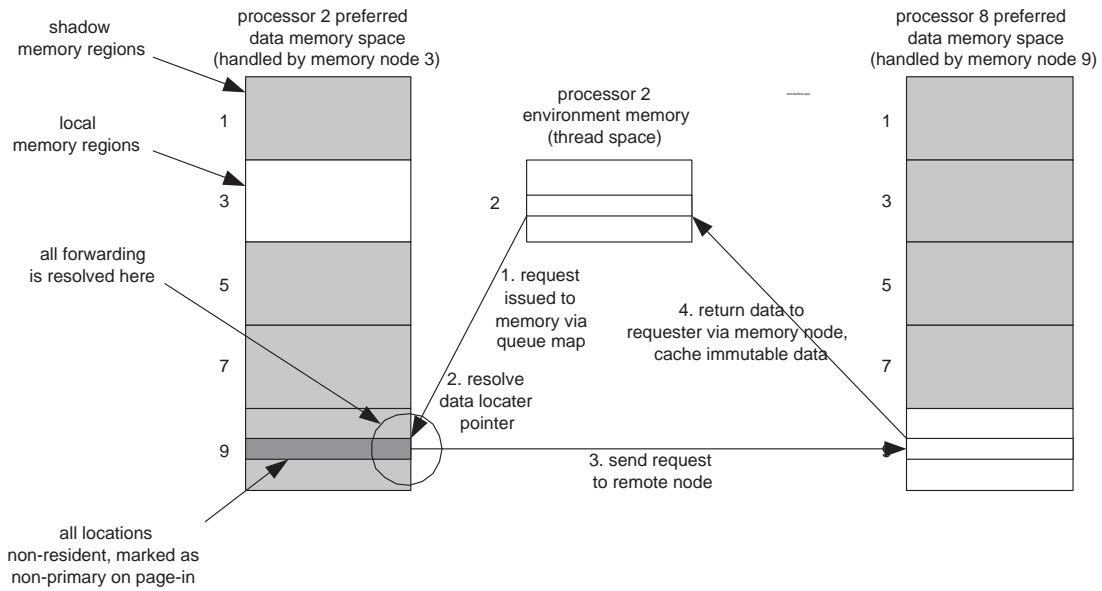 shadow
memory regions
processor 2 preferred
data memory space
(handled by memory node 3)
processor 8 preferred
data memory space
(handled by memory node 9)
local
memory regions
processor 2
environment memory
(thread space)
1
3
5
7
9
2
1
3
5
7
all forwarding
is resolved here
1. request
issued to
memory via
queue map
2. resolve
data locater
pointer
4. return data to
requester via memory node,
cache immutable data
3. send request
to remote node
all locations
non-resident, marked as
non-primary on page-in